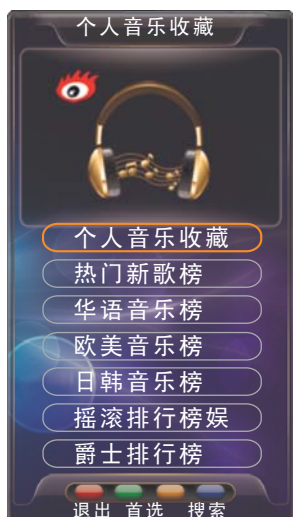 个人音乐收藏
个人音乐收藏
热门新歌榜
华语音乐榜
欧美音乐榜
日韩音乐榜
摇滚排行榜娱
爵士排行榜
退出 首选 搜索